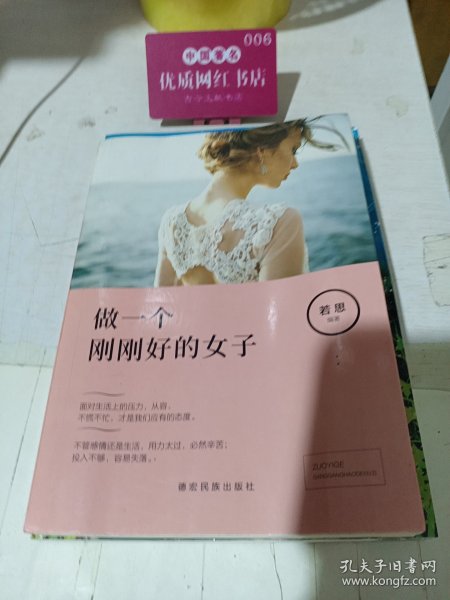 006
中国著名
优质网红书店
做一个
刚刚好的女子
若思
编著
面对生活上的压力，从容，
不慌不忙，才是我们应有的态度。
不管感情还是生活，用力太过，必然辛苦；
投入不够，容易失落。
ZUOYIGE
GANGGANGHAODENVZI
德宏民族出版社
孔夫子旧书网
www.kongfz.com